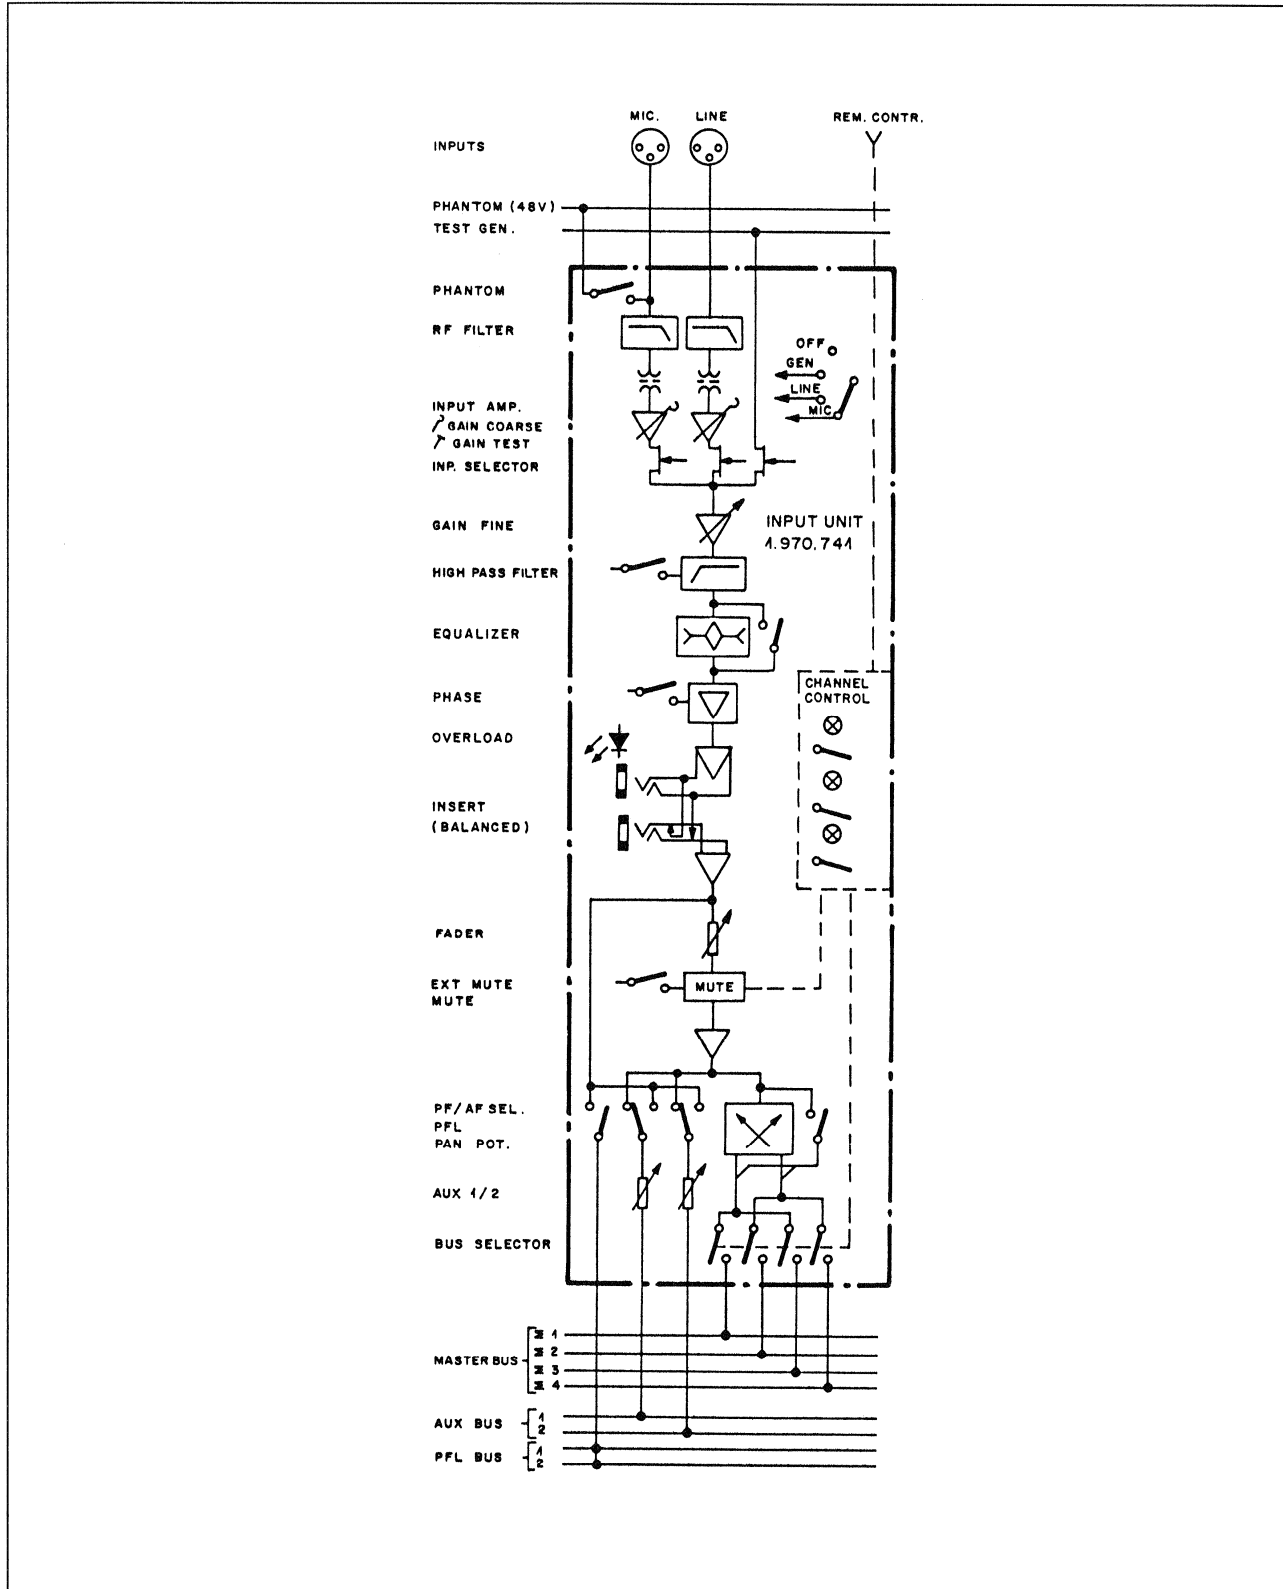 MIC. LINE REM. CONTR.
INPUTS
PHANTOM (48V)
TEST GEN.
PHANTOM
RF FILTER
OFF
GEN
LINE
MIC
INPUT AMP.
GAIN COARSE
GAIN TEST
INP. SELECTOR
GAIN FINE
INPUT UNIT
1.970.741
HIGH PASS FILTER
EQUALIZER
CHANNEL
CONTROL
PHASE
OVERLOAD
INSERT
(BALANCED)
FADER
EXT MUTE
MUTE
MUTE
PF/AF SEL.
PFL
PAN POT.
AUX 1/2
BUS SELECTOR
MASTER BUS
M 1
M 2
M 3
M 4
AUX BUS
1
2
PFL BUS
1
2